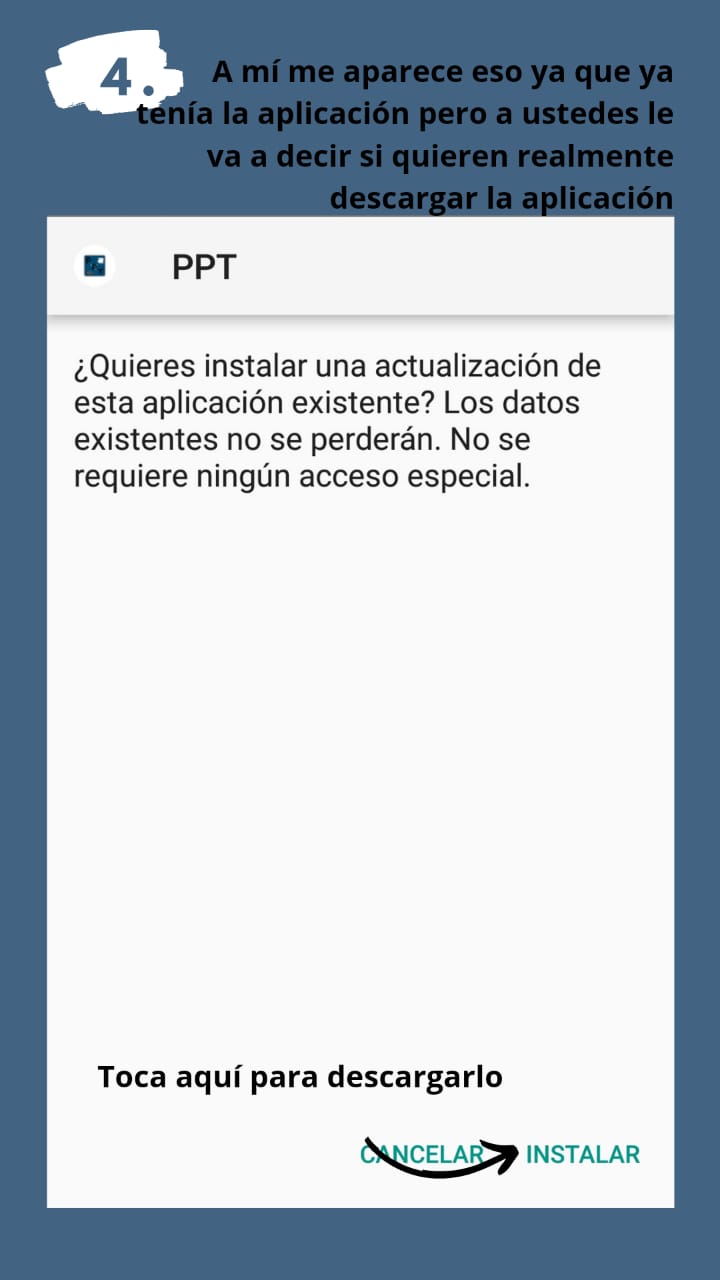 4.
A mí me aparece eso ya que ya
tenía la aplicación pero a ustedes le
va a decir si quieren realmente
descargar la aplicación
PPT
¿Quieres instalar una actualización de
esta aplicación existente? Los datos
existentes no se perderán. No se
requiere ningún acceso especial.
Toca aquí para descargarlo
CANCELAR INSTALAR